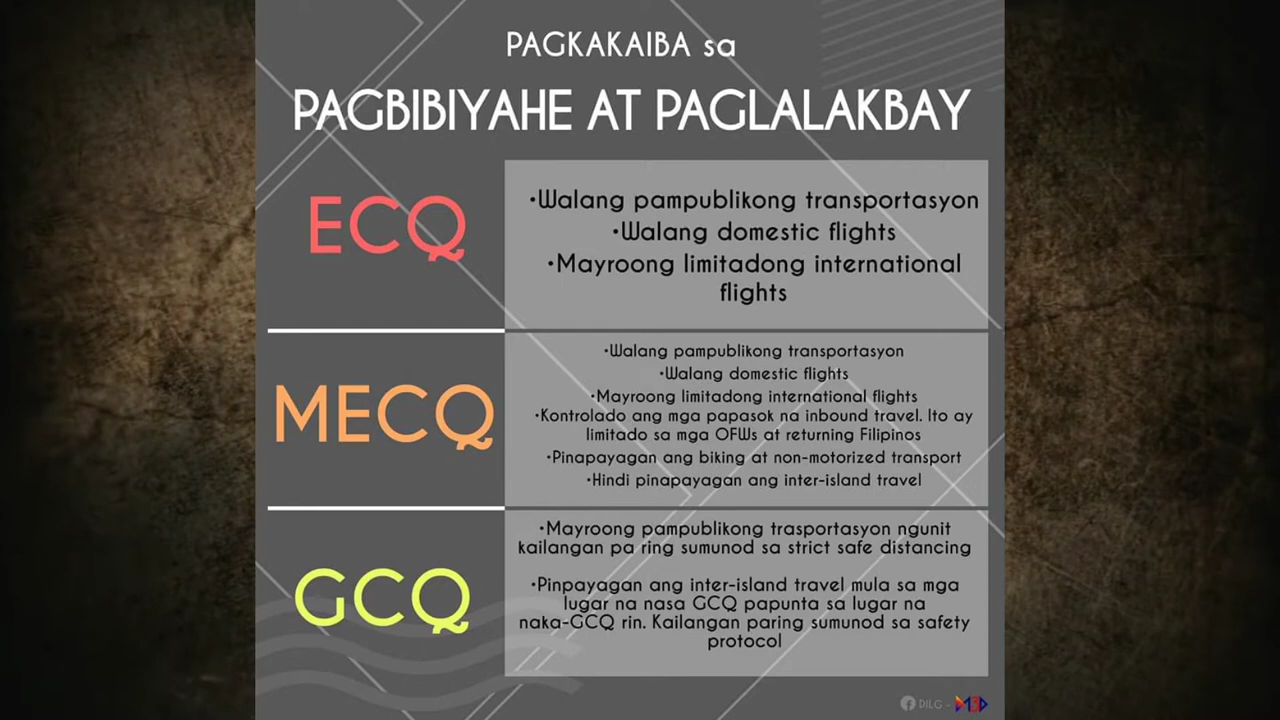 PAGKAKAIBA sa
PAGBIBIYAHE AT PAGLALAKBAY
ECQ
•Walang pampublikong transportasyon
•Walang domestic flights
•Mayroong limitadong international
flights
MECQ
•Walang pampublikong transportasyon
•Walang domestic flights
•Mayroong limitadong international flights
•Kontrolado ang mga papasok na inbound travel. Ito ay
limitado sa mga OFWs at returning Filipinos
•Pinapayagan ang biking at non-motorized transport
•Hindi pinapayagan ang inter-island travel
GCQ
•Mayroong pampublikong trasportasyon ngunit
kailangan pa ring sumunod sa strict safe distancing
•Pinpayagan ang inter-island travel mula sa mga
lugar na nasa GCQ papunta sa lugar na
naka-GCQ rin. Kailangan paring sumunod sa safety
protocol
DILG -